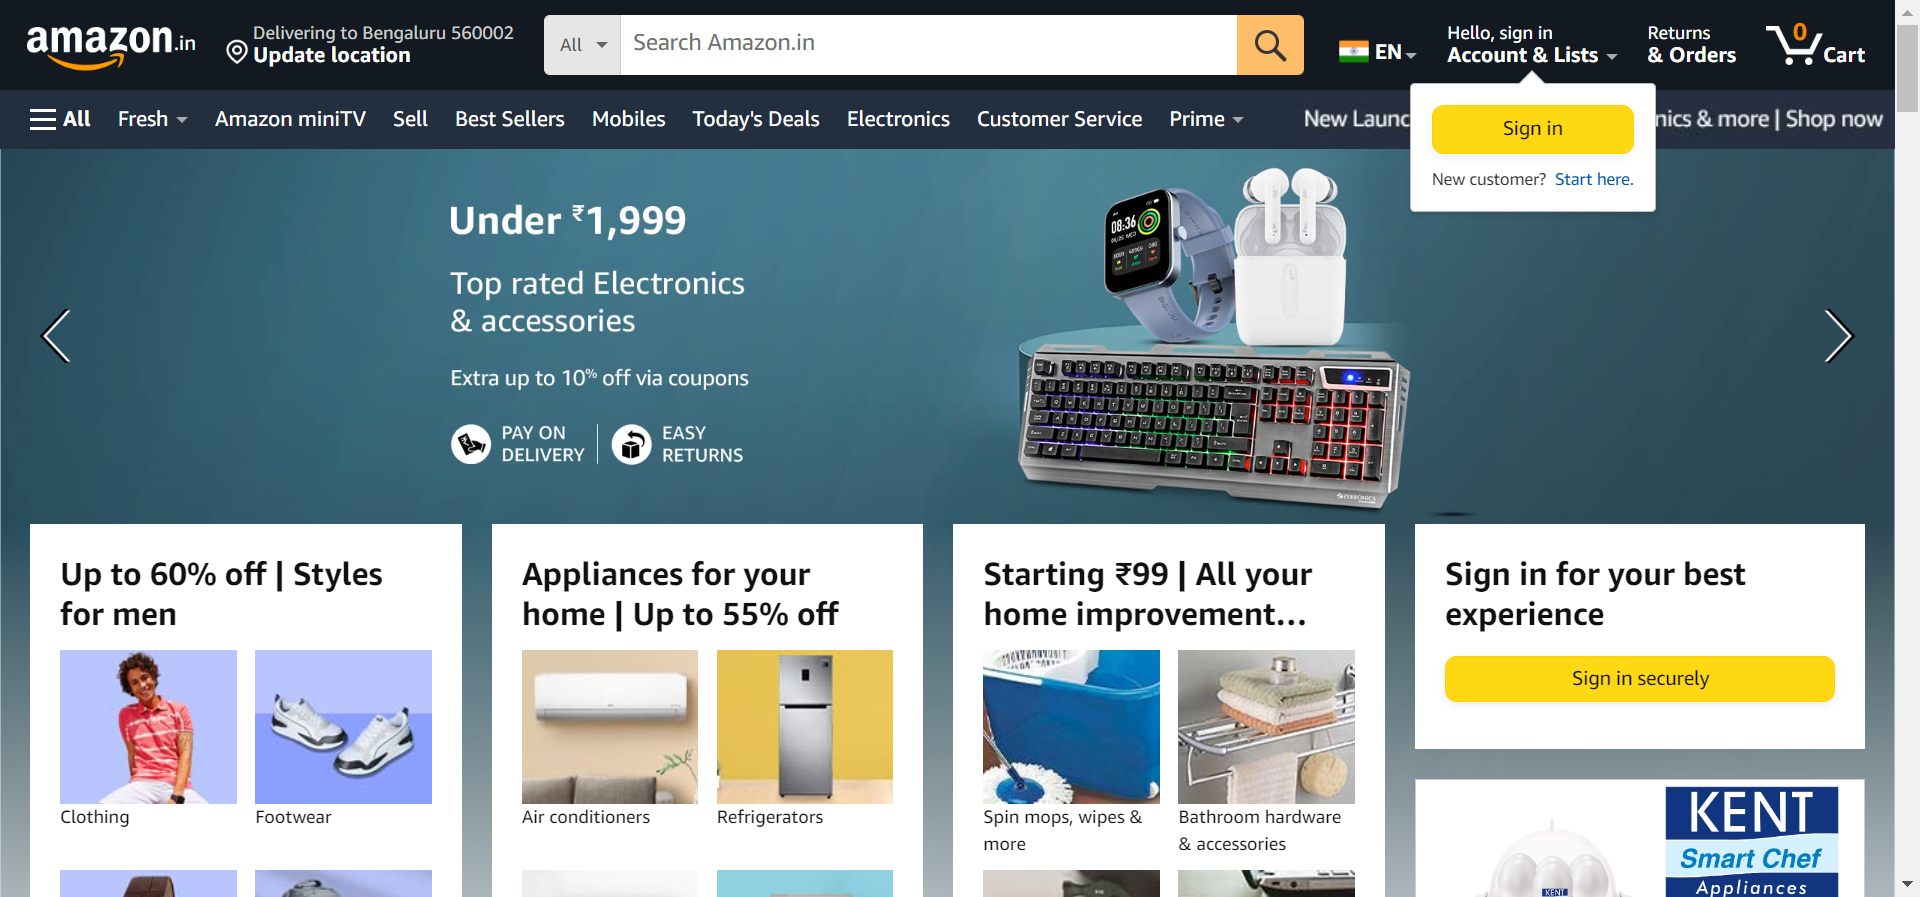 amazon.in
Delivering to Bengaluru 560002
Update location
All
Search Amazon.in
EN
Hello, sign in
Account & Lists
Returns
& Orders
0
Cart
All
Fresh
Amazon miniTV
Sell
Best Sellers
Mobiles
Today's Deals
Electronics
Customer Service
Prime
New Launc
nics & more | Shop now
Sign in
New customer? Start here.
Under ₹1,999
Top rated Electronics
& accessories
Extra up to 10% off via coupons
PAY ON
DELIVERY
EASY
RETURNS
08:36
ZEBRONICS
Up to 60% off | Styles
for men
Clothing
Footwear
Appliances for your
home | Up to 55% off
Air conditioners
Refrigerators
Starting ₹99 | All your
home improvement...
Spin mops, wipes &
more
Bathroom hardware
& accessories
Sign in for your best
experience
Sign in securely
KENT
Smart Chef
Appliances
KENT